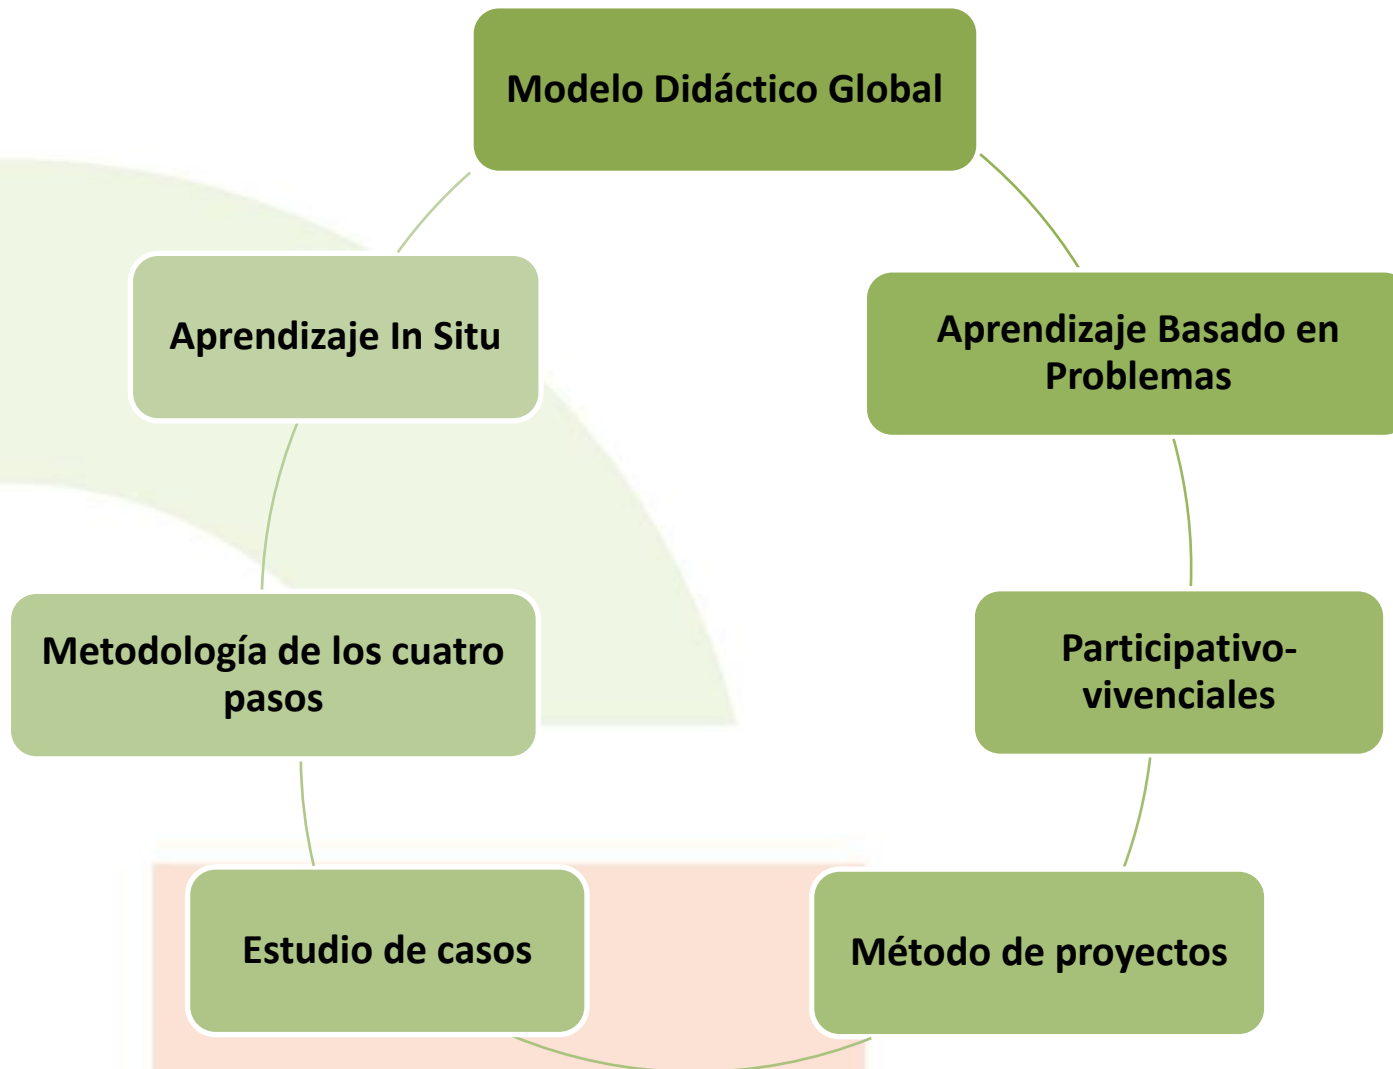 Modelo Didáctico Global
Aprendizaje Basado en
Problemas
Participativo-
vivenciales
Método de proyectos
Estudio de casos
Metodología de los cuatro
pasos
Aprendizaje In Situ